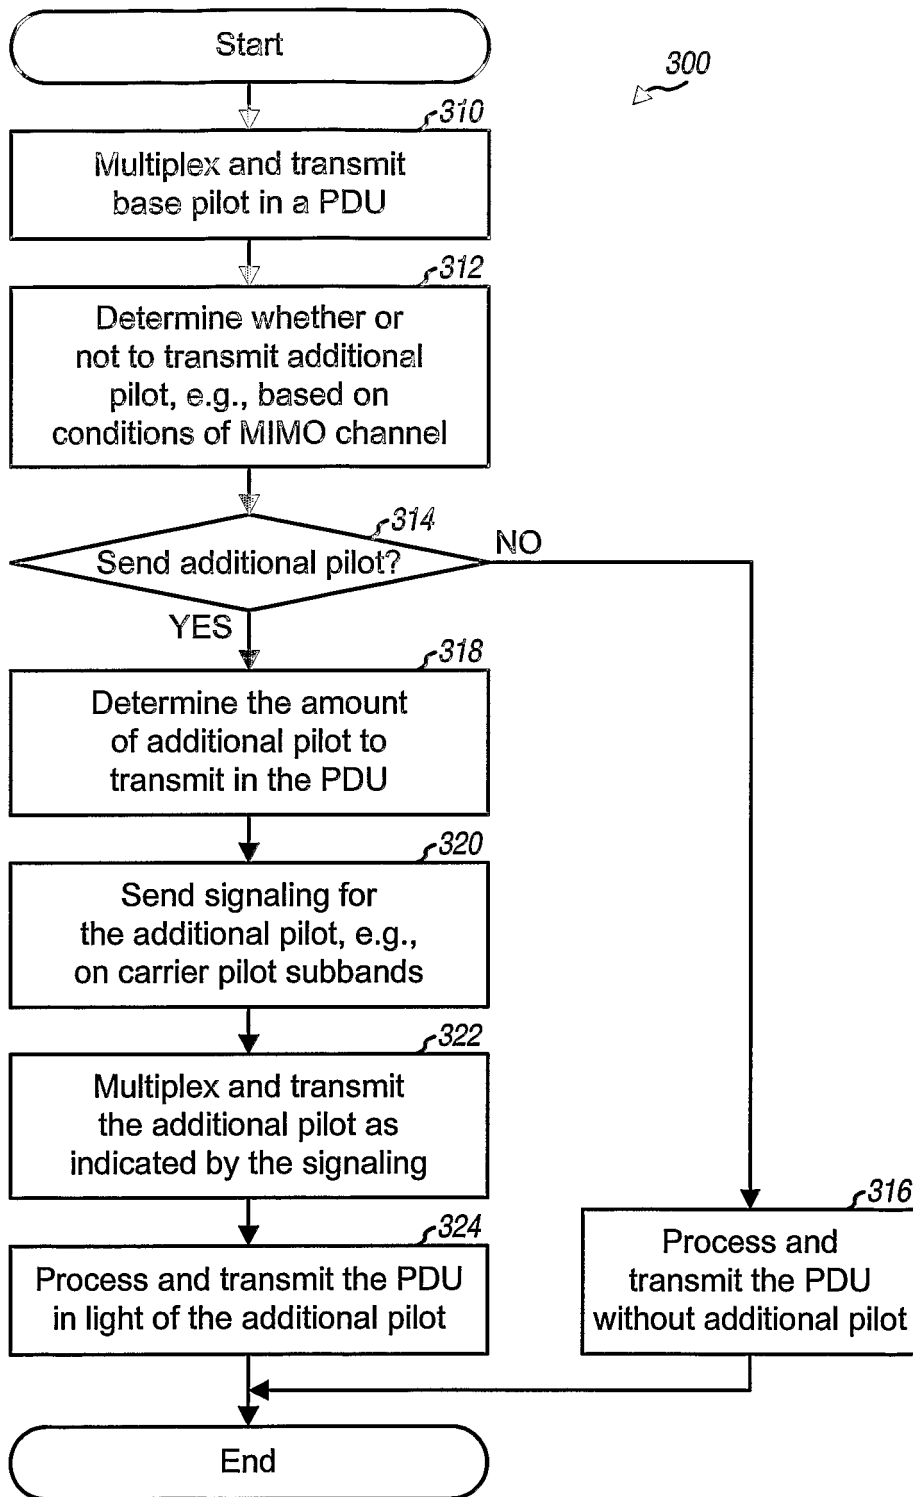 Start
300
310
Multiplex and transmit
base pilot in a PDU
312
Determine whether or
not to transmit additional
pilot, e.g., based on
conditions of MIMO channel
314
Send additional pilot?
NO
YES
318
Determine the amount
of additional pilot to
transmit in the PDU
320
Send signaling for
the additional pilot, e.g.,
on carrier pilot subbands
322
Multiplex and transmit
the additional pilot as
indicated by the signaling
324
Process and transmit the PDU
in light of the additional pilot
316
Process and
transmit the PDU
without additional pilot
End